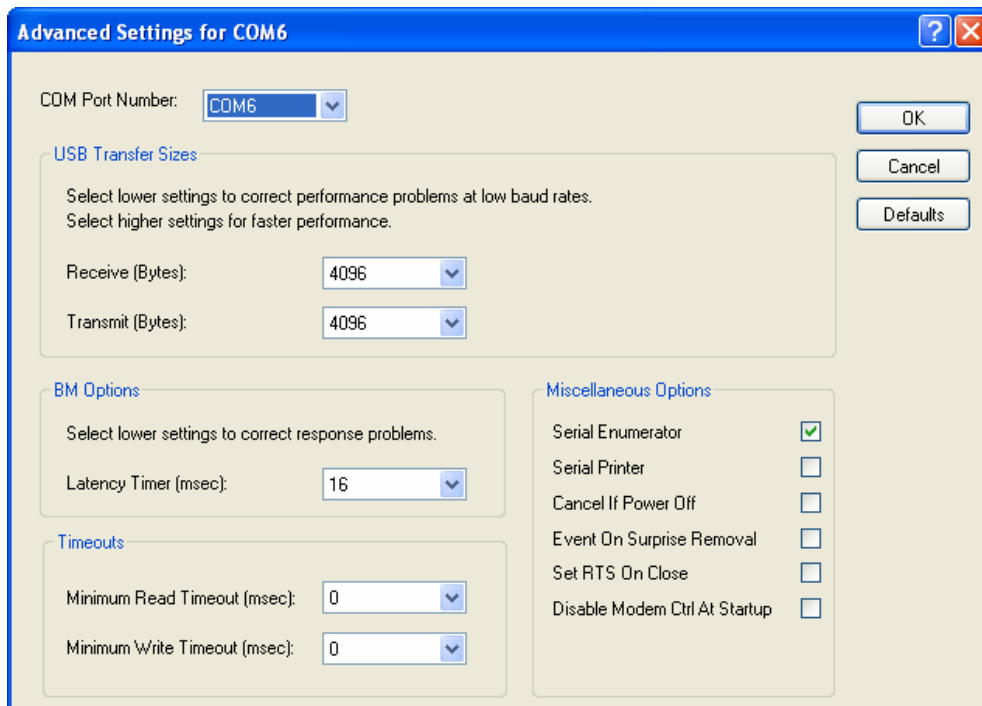 Advanced Settings for COM6
COM Port Number: COM6
OK
Cancel
Defaults
USB Transfer Sizes
Select lower settings to correct performance problems at low baud rates.
Select higher settings for faster performance.
Receive (Bytes): 4096
Transmit (Bytes): 4096
BM Options
Select lower settings to correct response problems.
Latency Timer (msec): 16
Timeouts
Minimum Read Timeout (msec): 0
Minimum Write Timeout (msec): 0
Miscellaneous Options
Serial Enumerator
Serial Printer
Cancel If Power Off
Event On Surprise Removal
Set RTS On Close
Disable Modem Ctrl At Startup